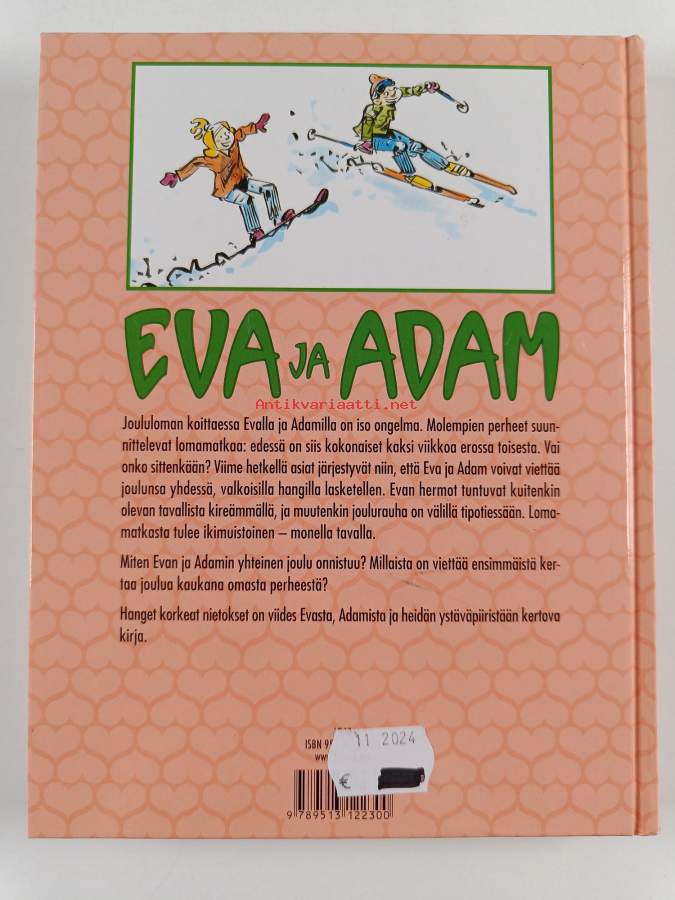 EVA JA ADAM
Antikvariaatti.net
Joululoman koittaessa Evalla ja Adamilla on iso ongelma. Molempien perheet suun-
nittelevat lomamatkaa: edessä on siis kokonaiset kaksi viikkoa erossa toisesta. Vai
onko sittenkään? Viime hetkellä asiat järjestyvät niin, että Eva ja Adam voivat viettää
joulunsa yhdessä, valkoisilla hangilla lasketellen. Evan hermot tuntuvat kuitenkin
olevan tavallista kireämmällä, ja muutenkin joulurauha on välillä tipotiessään. Loma-
matkasta tulee ikimuistoinen – monella tavalla.
Miten Evan ja Adamin yhteinen joulu onnistuu? Millaista on viettää ensimmäistä ker-
taa joulua kaukana omasta perheestä?
Hanget korkeat nietokset on viides Evasta, Adamista ja heidän ystäväpiiristään kertova
kirja.
11 2024
ISBN
€
9 789513 122300